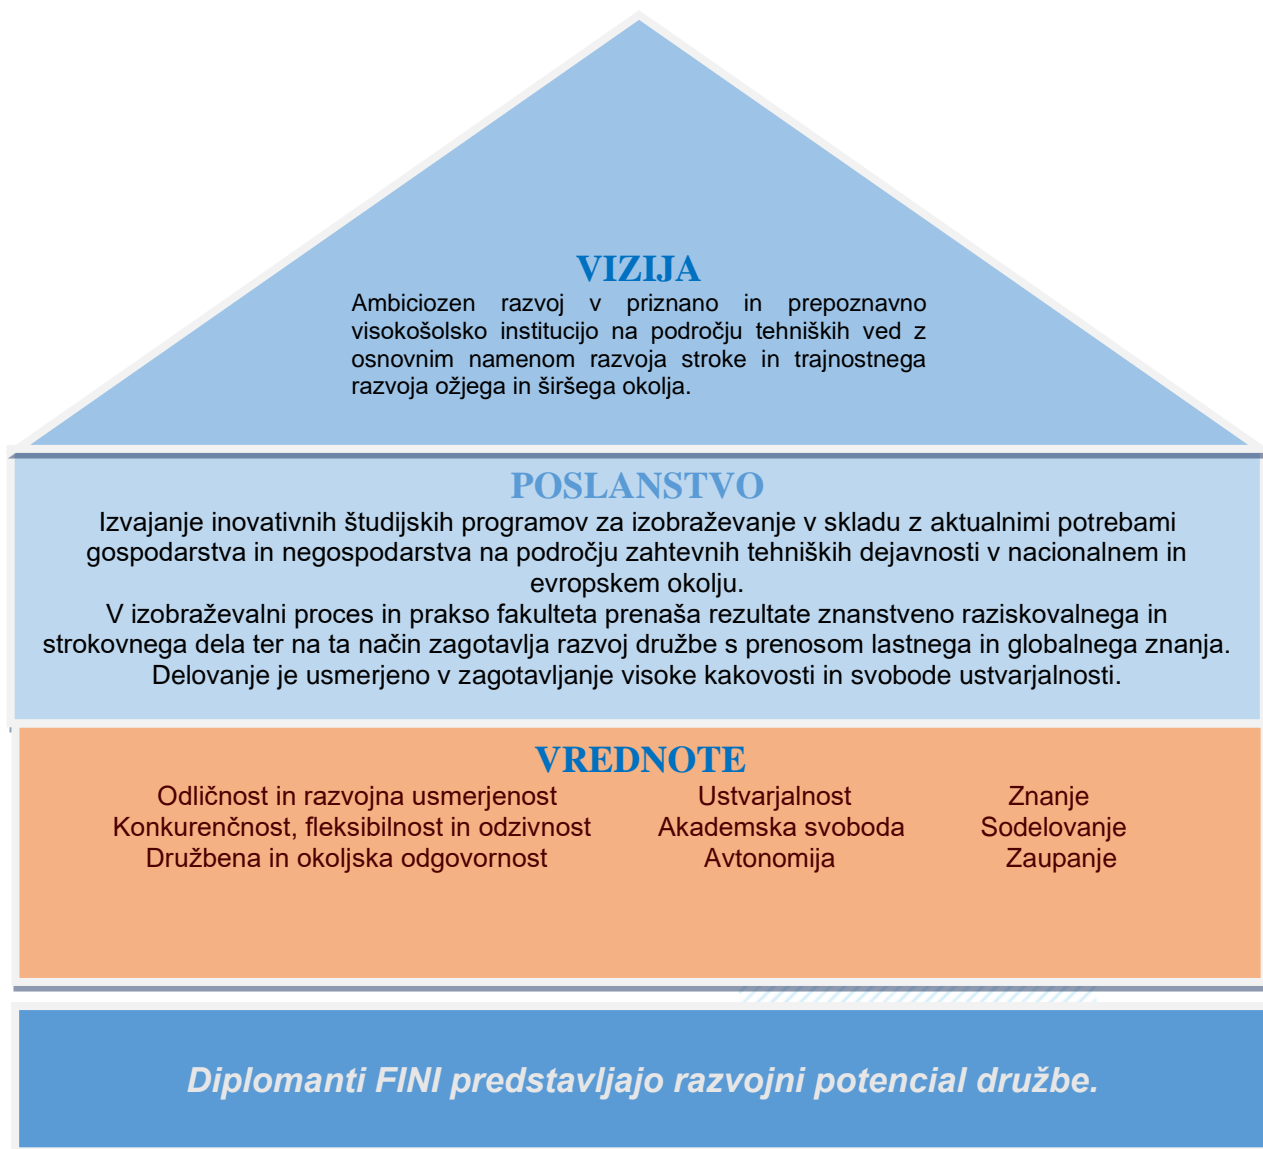 VIZIJA
Ambiciozen razvoj v priznano in prepoznavno
visokošolsko institucijo na področju tehniških ved z
osnovnim namenom razvoja stroke in trajnostnega
razvoja ožjega in širšega okolja.
POSLANSTVO
Izvajanje inovativnih študijskih programov za izobraževanje v skladu z aktualnimi potrebami
gospodarstva in negospodarstva na področju zahtevnih tehniških dejavnosti v nacionalnem in
evropskem okolju.
V izobraževalni proces in prakso fakulteta prenaša rezultate znanstveno raziskovalnega in
strokovnega dela ter na ta način zagotavlja razvoj družbe s prenosom lastnega in globalnega znanja.
Delovanje je usmerjeno v zagotavljanje visoke kakovosti in svobode ustvarjalnosti.
VREDNOTE
Odličnost in razvojna usmerjenost Ustvarjalnost Znanje
Konkurenčnost, fleksibilnost in odzivnost Akademska svoboda Sodelovanje
Družbena in okoljska odgovornost Avtonomija Zaupanje
Diplomanti FINI predstavljajo razvojni potencial družbe.